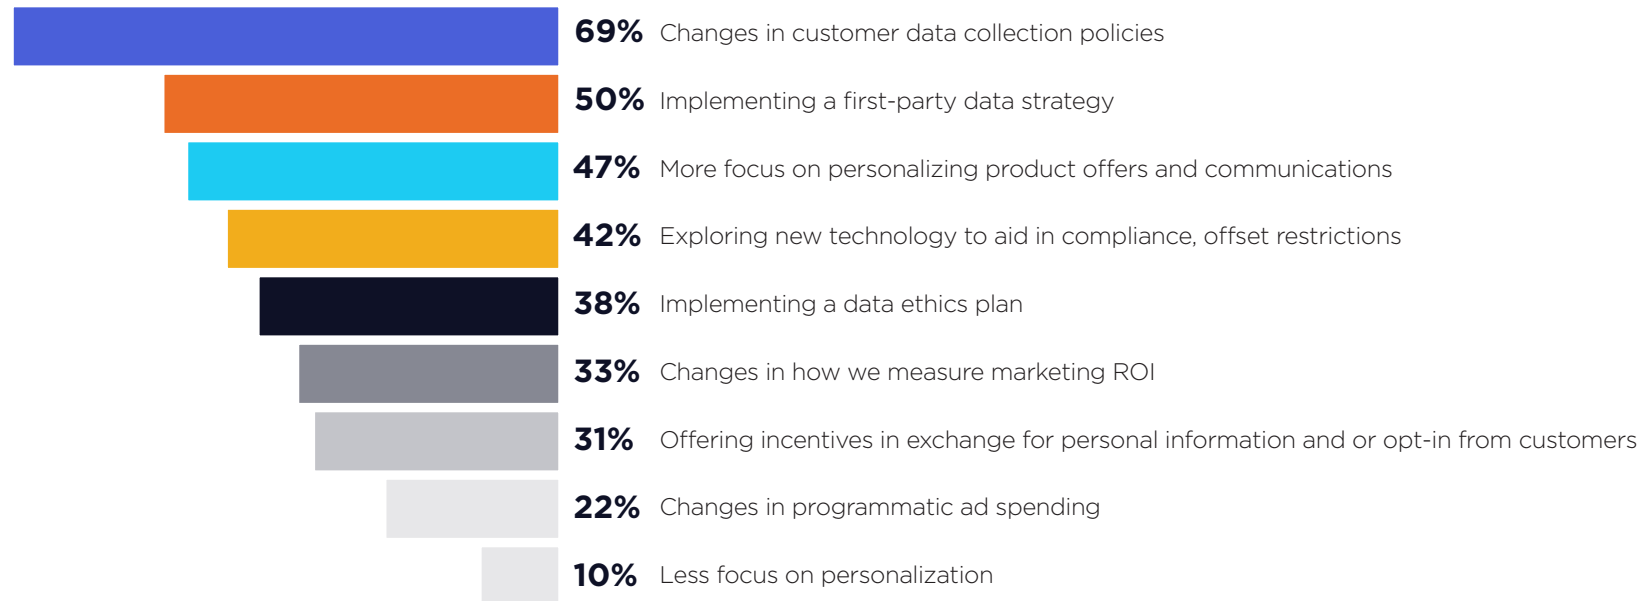 69% Changes in customer data collection policies
50% Implementing a first-party data strategy
47% More focus on personalizing product offers and communications
42% Exploring new technology to aid in compliance, offset restrictions
38% Implementing a data ethics plan
33% Changes in how we measure marketing ROI
31% Offering incentives in exchange for personal information and or opt-in from customers
22% Changes in programmatic ad spending
10% Less focus on personalization